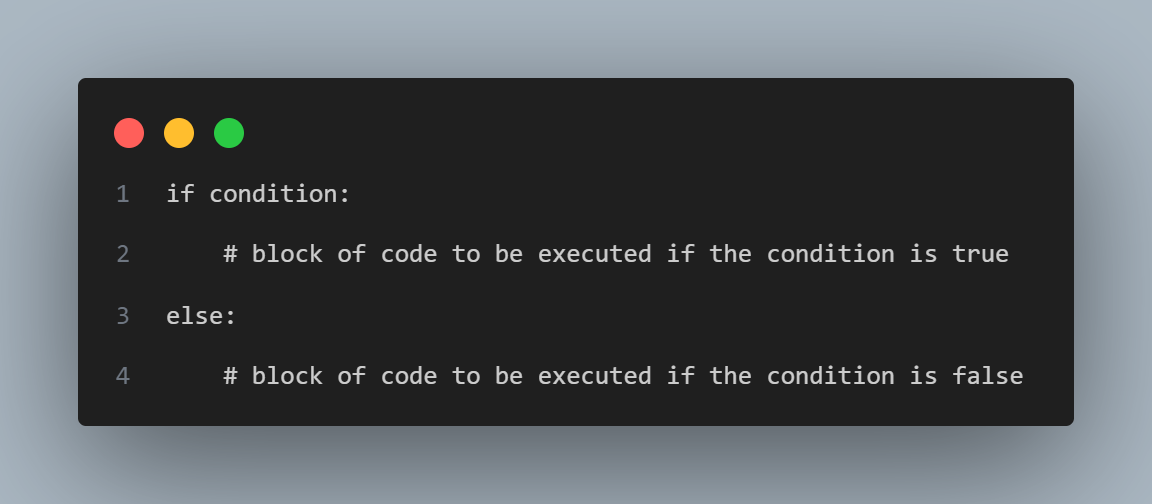 1 if condition:
2     # block of code to be executed if the condition is true
3 else:
4     # block of code to be executed if the condition is false